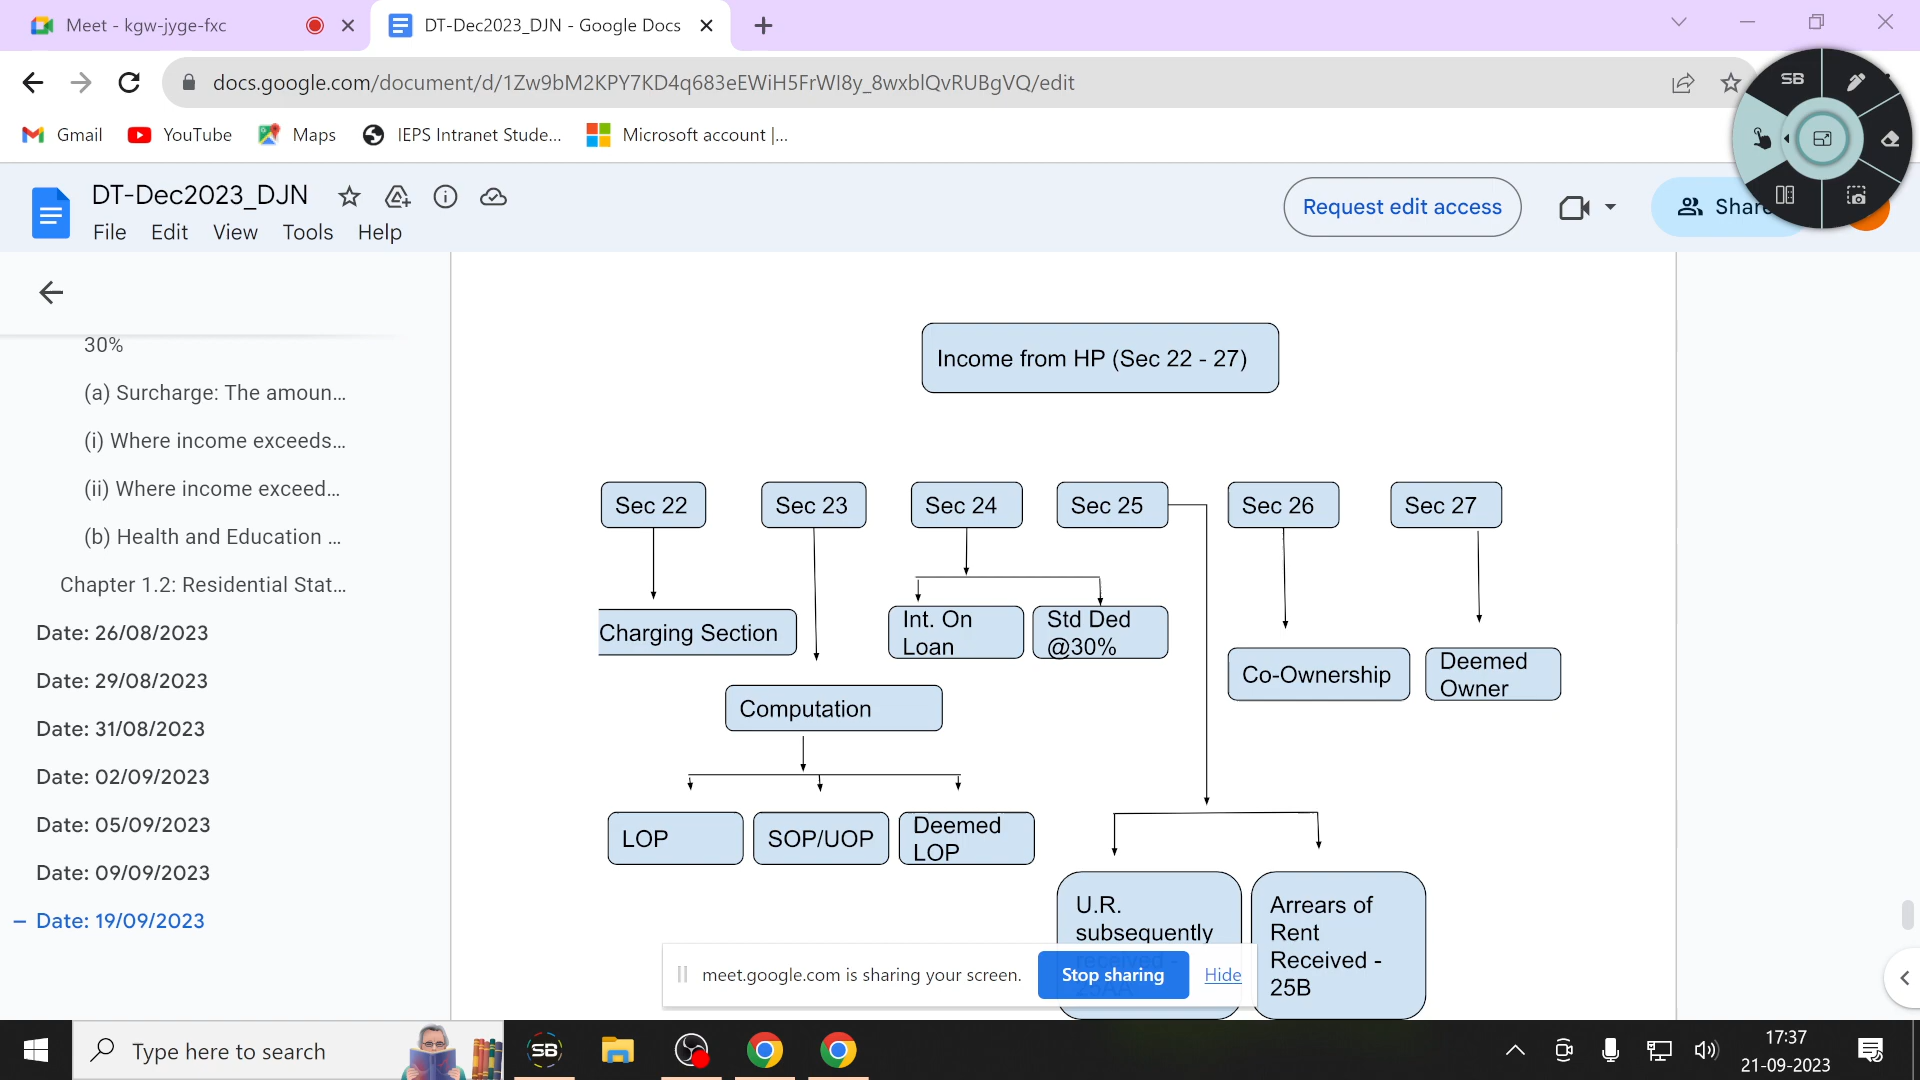 Meet - kgw-jyge-fxc
DT-Dec2023_DJN - Google Docs
docs.google.com/document/d/1Zw9bM2KPY7KD4q683eEWiH5FrWI8y_8wxblQvRUBgVQ/edit
SB
Gmail
YouTube
Maps
IEPS Intranet Stude...
Microsoft account |...
DT-Dec2023_DJN
File Edit View Tools Help
Request edit access
Share
30%
(a) Surcharge: The amoun...
(i) Where income exceeds...
(ii) Where income exceed...
(b) Health and Education ...
Chapter 1.2: Residential Stat...
Date: 26/08/2023
Date: 29/08/2023
Date: 31/08/2023
Date: 02/09/2023
Date: 05/09/2023
Date: 09/09/2023
Date: 19/09/2023
Income from HP (Sec 22 - 27)
Sec 22
Sec 23
Sec 24
Sec 25
Sec 26
Sec 27
Charging Section
Int. On
Loan
Std Ded
@30%
Co-Ownership
Deemed
Owner
Computation
LOP
SOP/UOP
Deemed
LOP
U.R.
subsequently
received -
25AA
Arrears of
Rent
Received -
25B
meet.google.com is sharing your screen.
Stop sharing
Hide
Type here to search
SB
17:37
21-09-2023